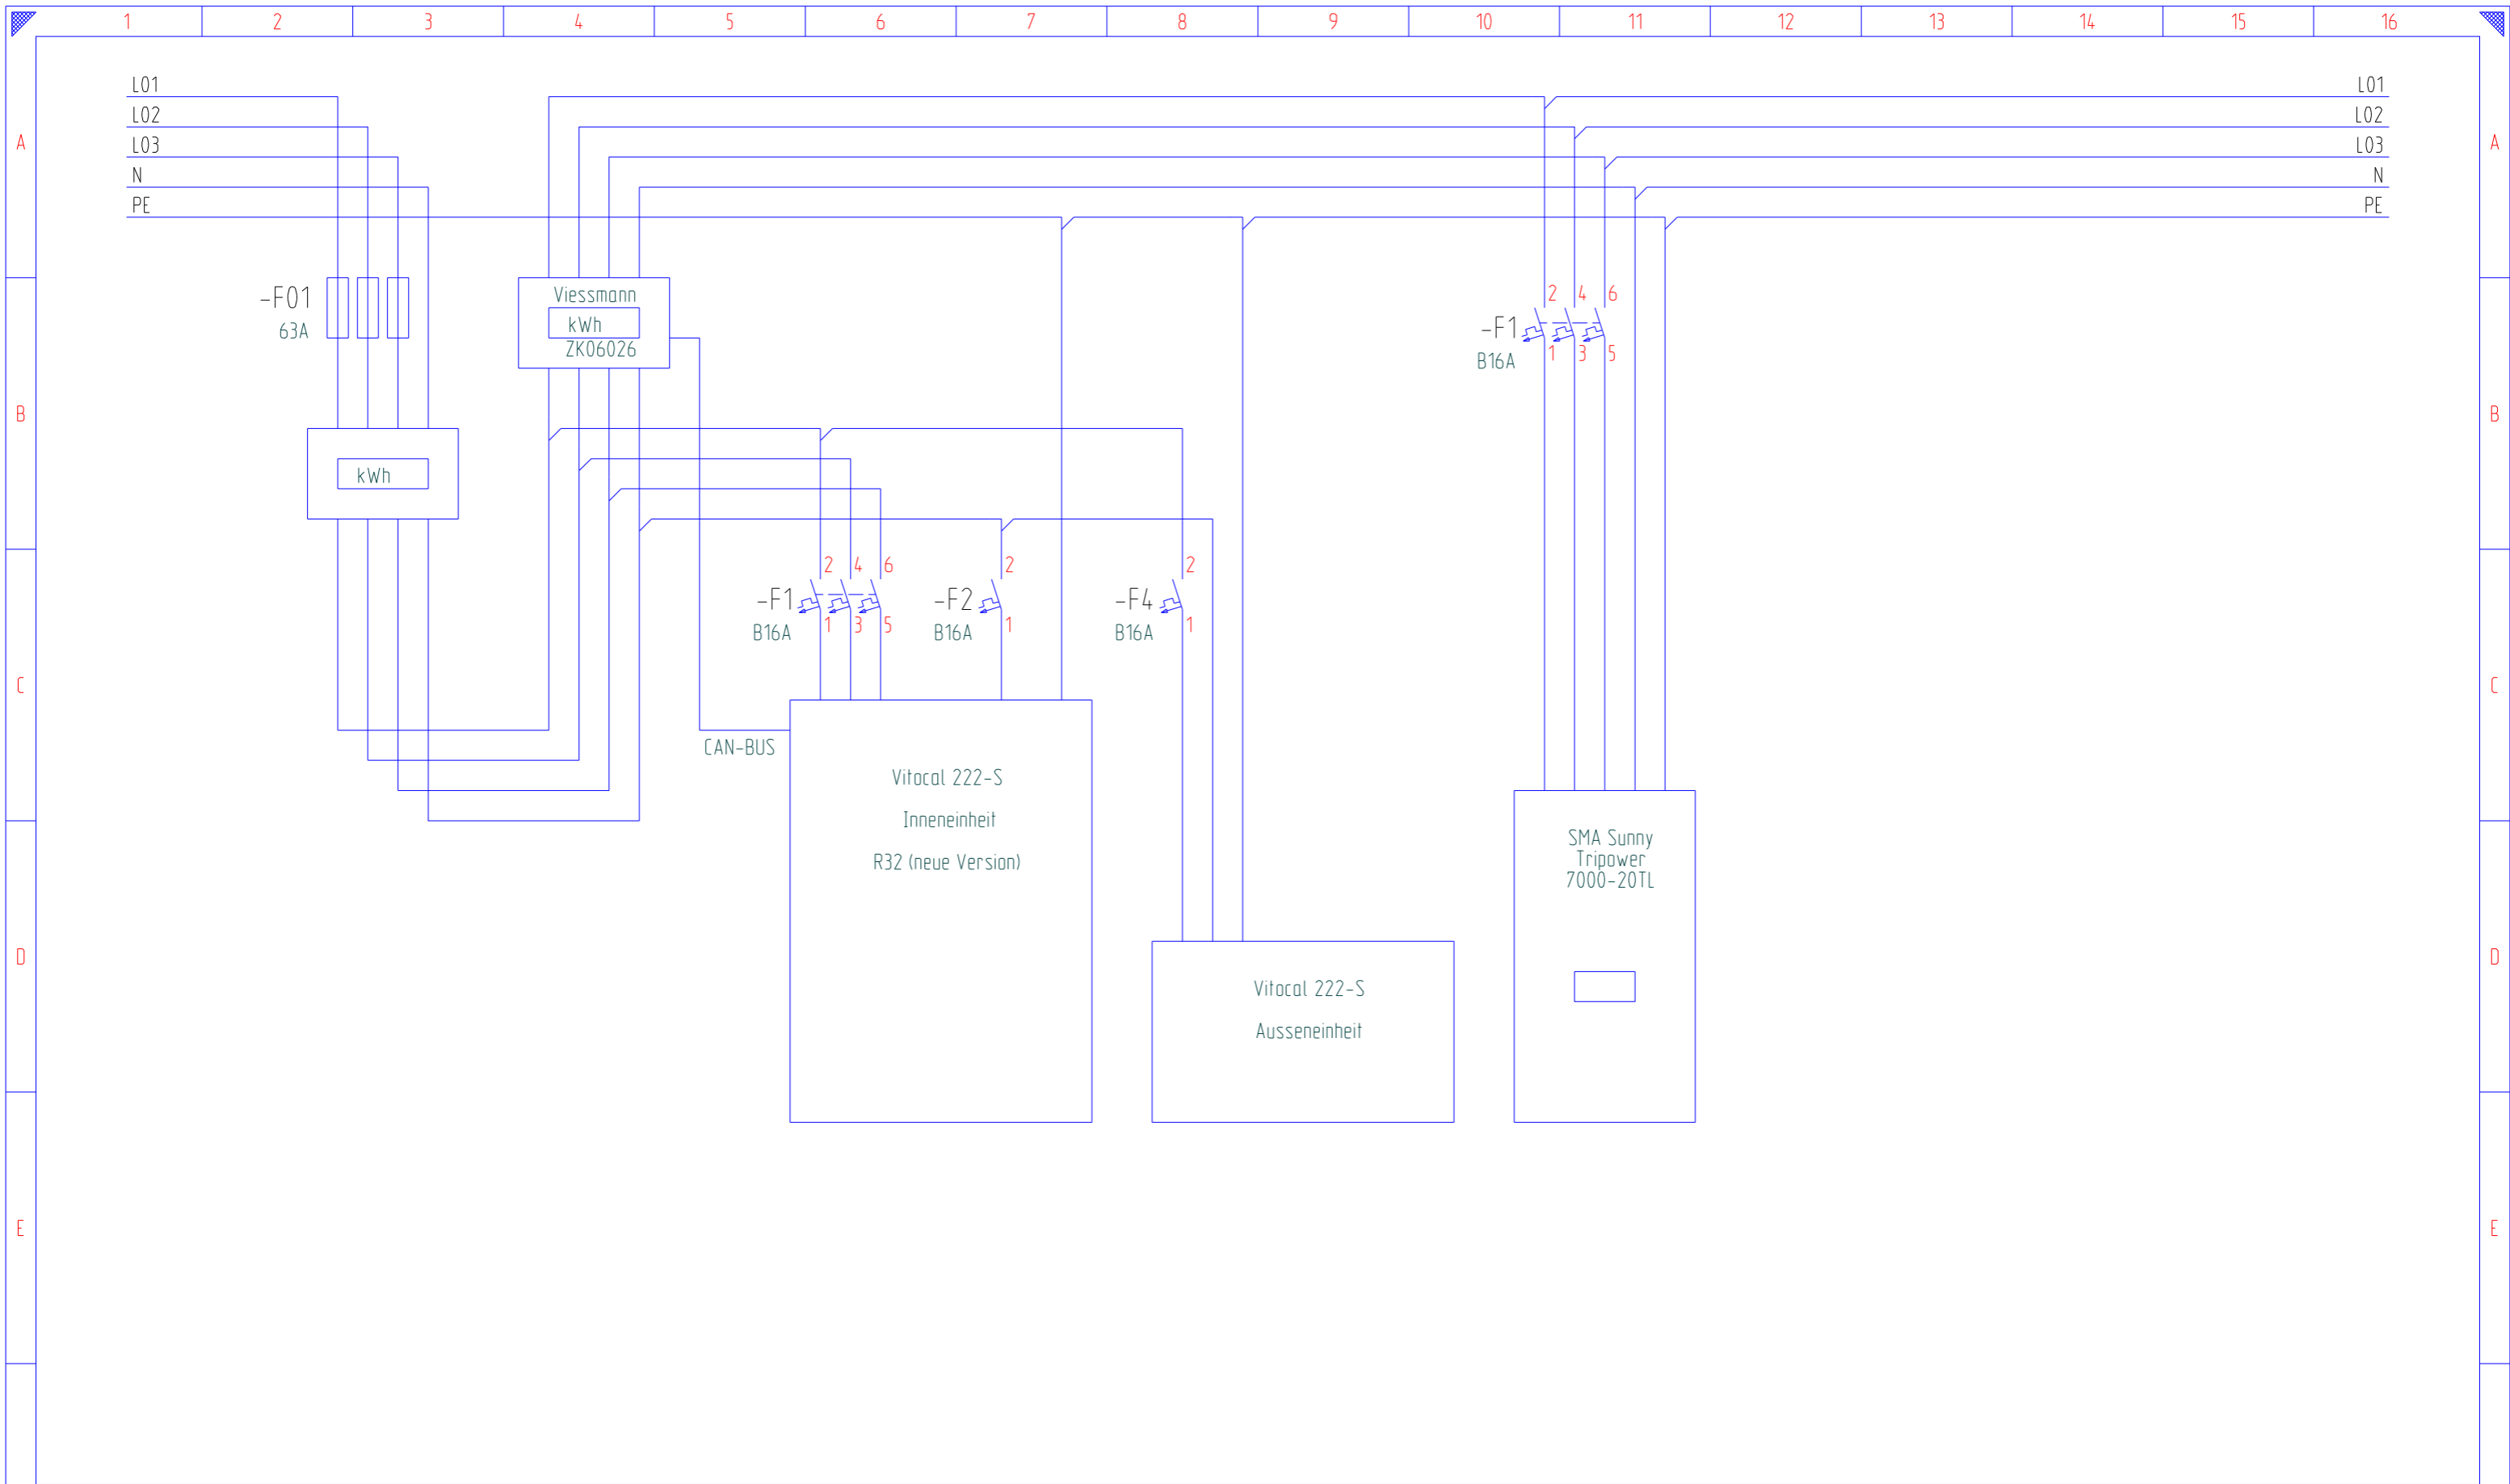 1 2 3 4 5 6 7 8 9 10 11 12 13 14 15 16
L01 L01
L02 L02
A A
L03 L03
N N
PE PE
-F01
63A
Viessmann
kWh
ZK06026
2 4 6
-F1
B16A
1 3 5
B B
kWh
2 4 6 2 2
-F1 -F2 -F4
B16A 1 3 5 B16A 1 B16A 1
C C
CAN-BUS
Vitocal 222-S
Inneneinheit
R32 (neue Version)
SMA Sunny
Tripower
7000-20TL
D D
Vitocal 222-S
Ausseneinheit
E E